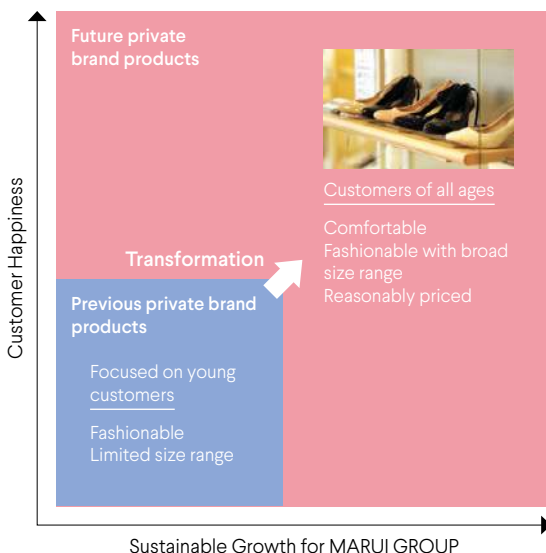 Future private
brand products
Customers of all ages
Comfortable
Fashionable with broad
size range
Reasonably priced
Transformation
Previous private brand
products
Focused on young
customers
Fashionable
Limited size range
Customer Happiness
Sustainable Growth for MARUI GROUP